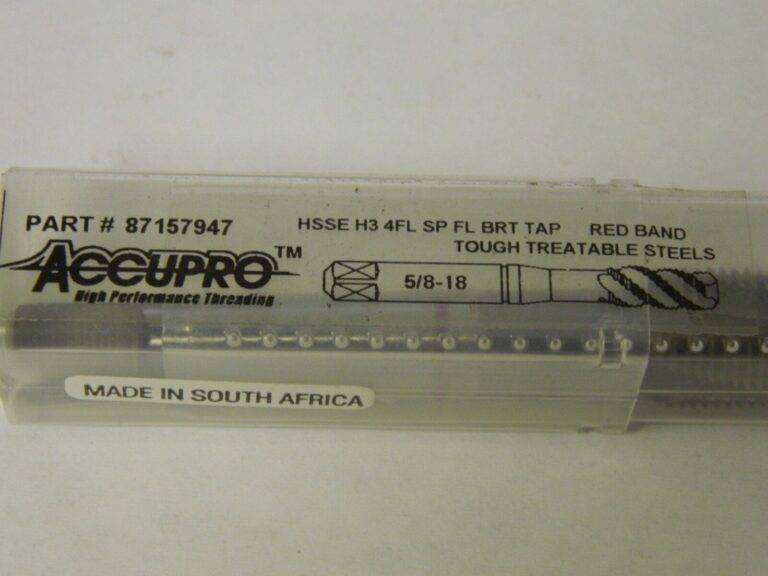 PART # 87157947
HSSE H3 4FL SP FL BRT TAP RED BAND
TOUGH TREATABLE STEELS
ACCUPRO™
High Performance Threading
5/8-18
MADE IN SOUTH AFRICA